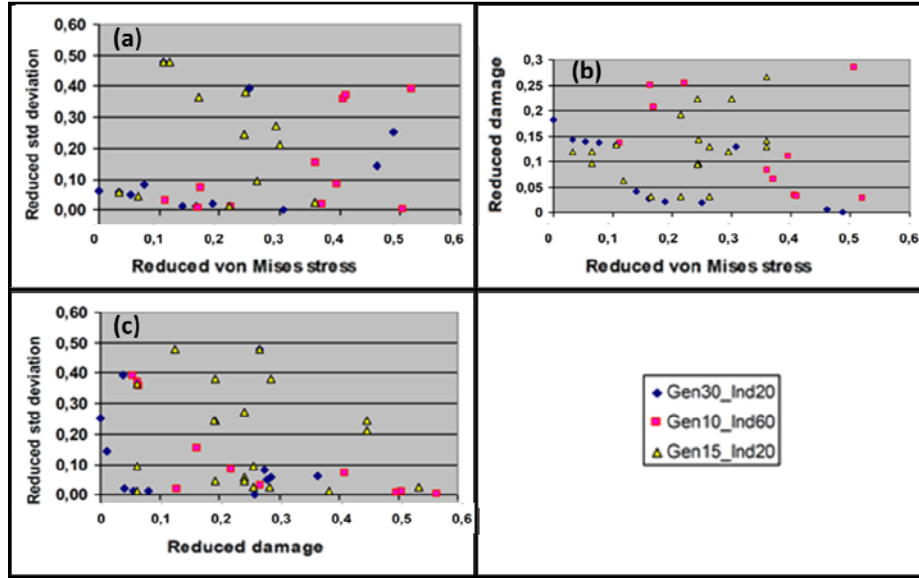 (a)
Reduced std deviation
0,60
0,50
0,40
0,30
0,20
0,10
0,00
0 0,1 0,2 0,3 0,4 0,5 0,6
Reduced von Mises stress
(b)
Reduced damage
0,3
0,25
0,2
0,15
0,1
0,05
0
0 0,1 0,2 0,3 0,4 0,5 0,6
Reduced von Mises stress
(c)
Reduced std deviation
0,60
0,50
0,40
0,30
0,20
0,10
0,00
0 0,1 0,2 0,3 0,4 0,5 0,6
Reduced damage
Gen30_Ind20
Gen10_Ind60
Gen15_Ind20